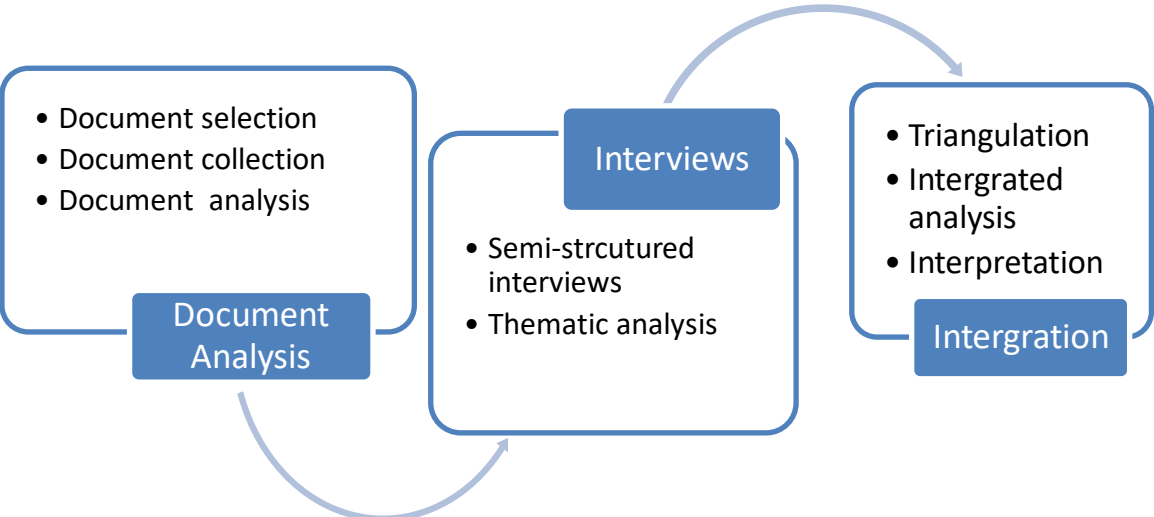 • Document selection
• Document collection
• Document  analysis
Document
Analysis
Interviews
• Semi-strcutured
interviews
• Thematic analysis
• Triangulation
• Intergrated
analysis
• Interpretation
Intergration